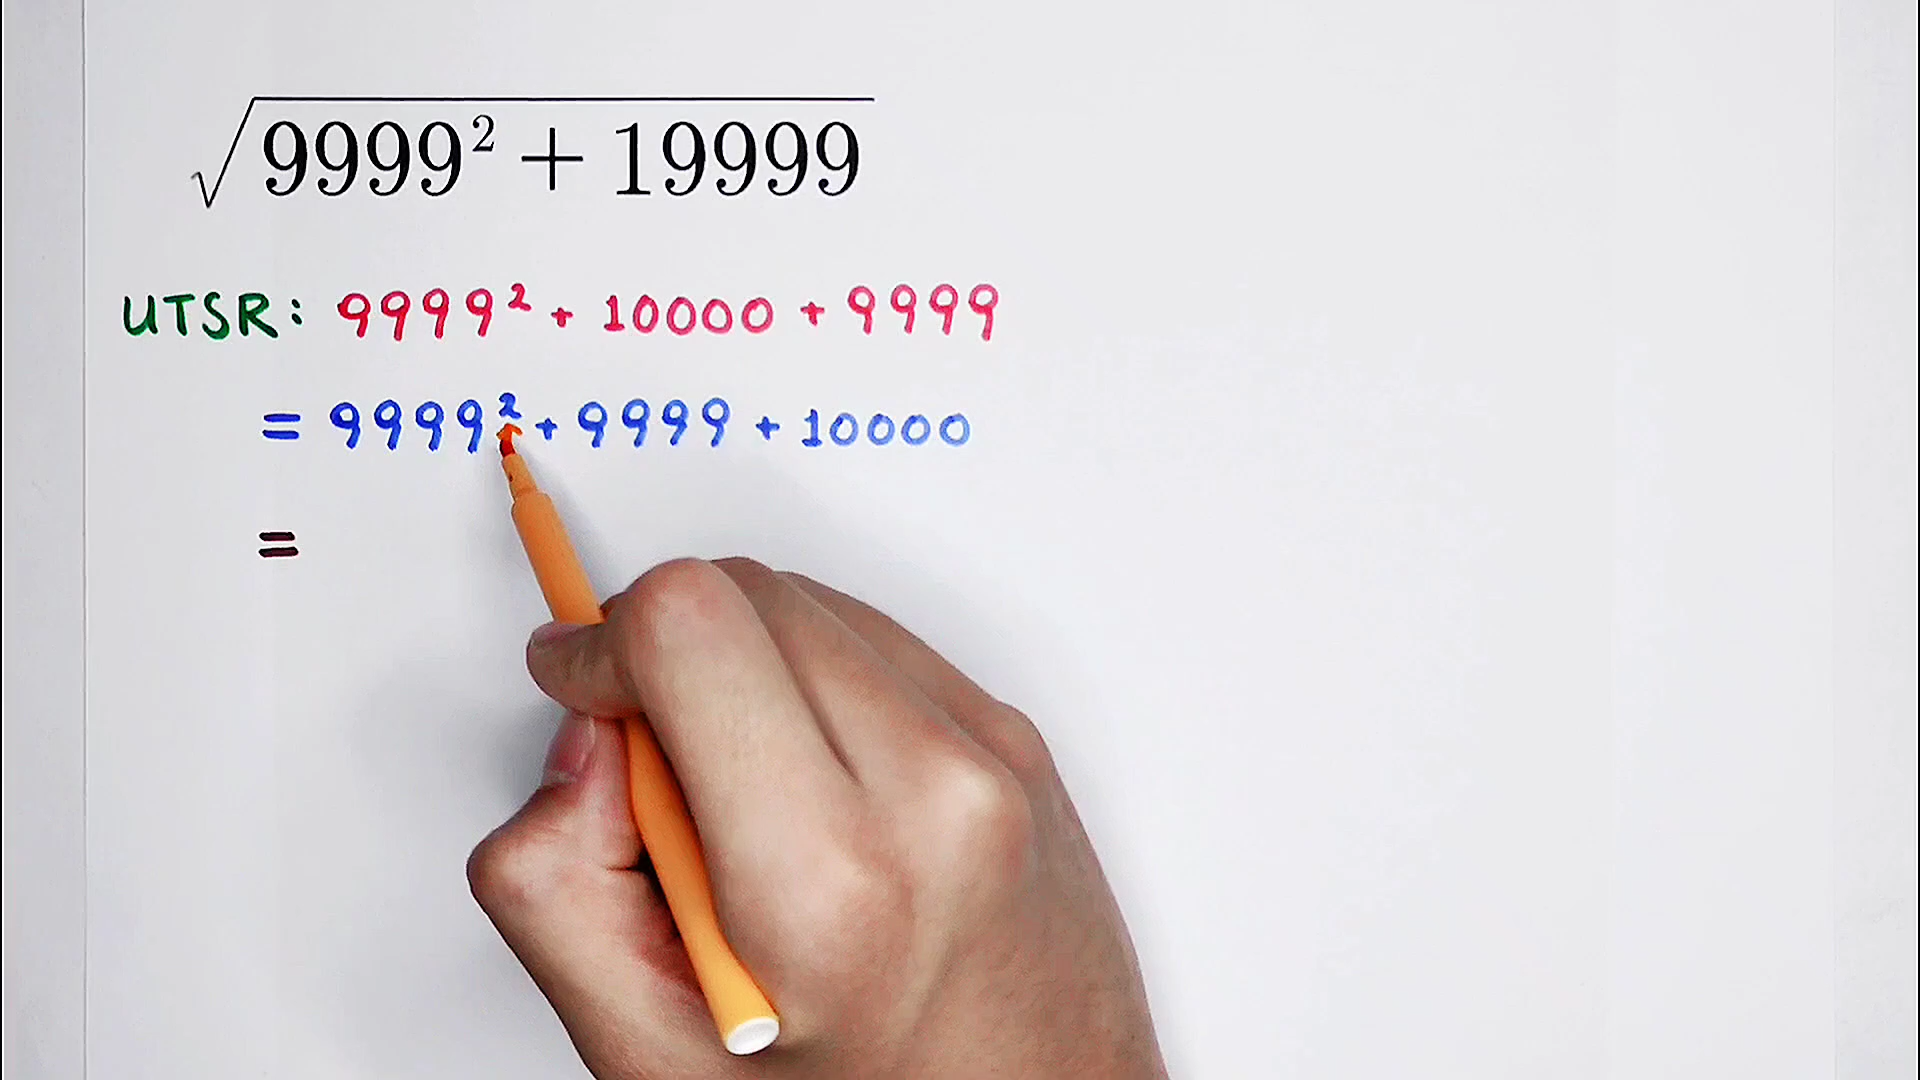 √9999² + 19999
UTSR: 9999² + 10000 + 9999
= 9999² + 9999 + 10000
=